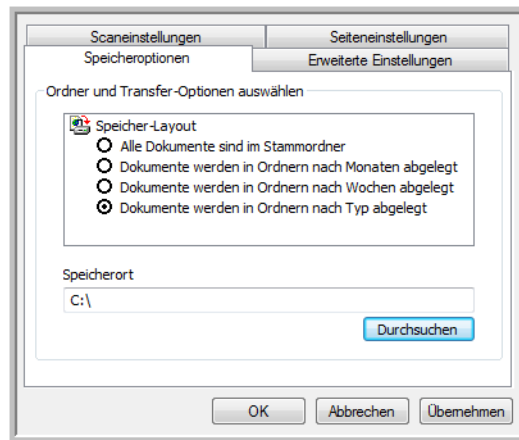 Scaneinstellungen
Seiteneinstellungen
Speicheroptionen
Erweiterte Einstellungen
Ordner und Transfer-Optionen auswählen
Speicher-Layout
Alle Dokumente sind im Stammordner
Dokumente werden in Ordnern nach Monaten abgelegt
Dokumente werden in Ordnern nach Wochen abgelegt
Dokumente werden in Ordnern nach Typ abgelegt
Speicherort
C:\
Durchsuchen
OK
Abbrechen
Übernehmen